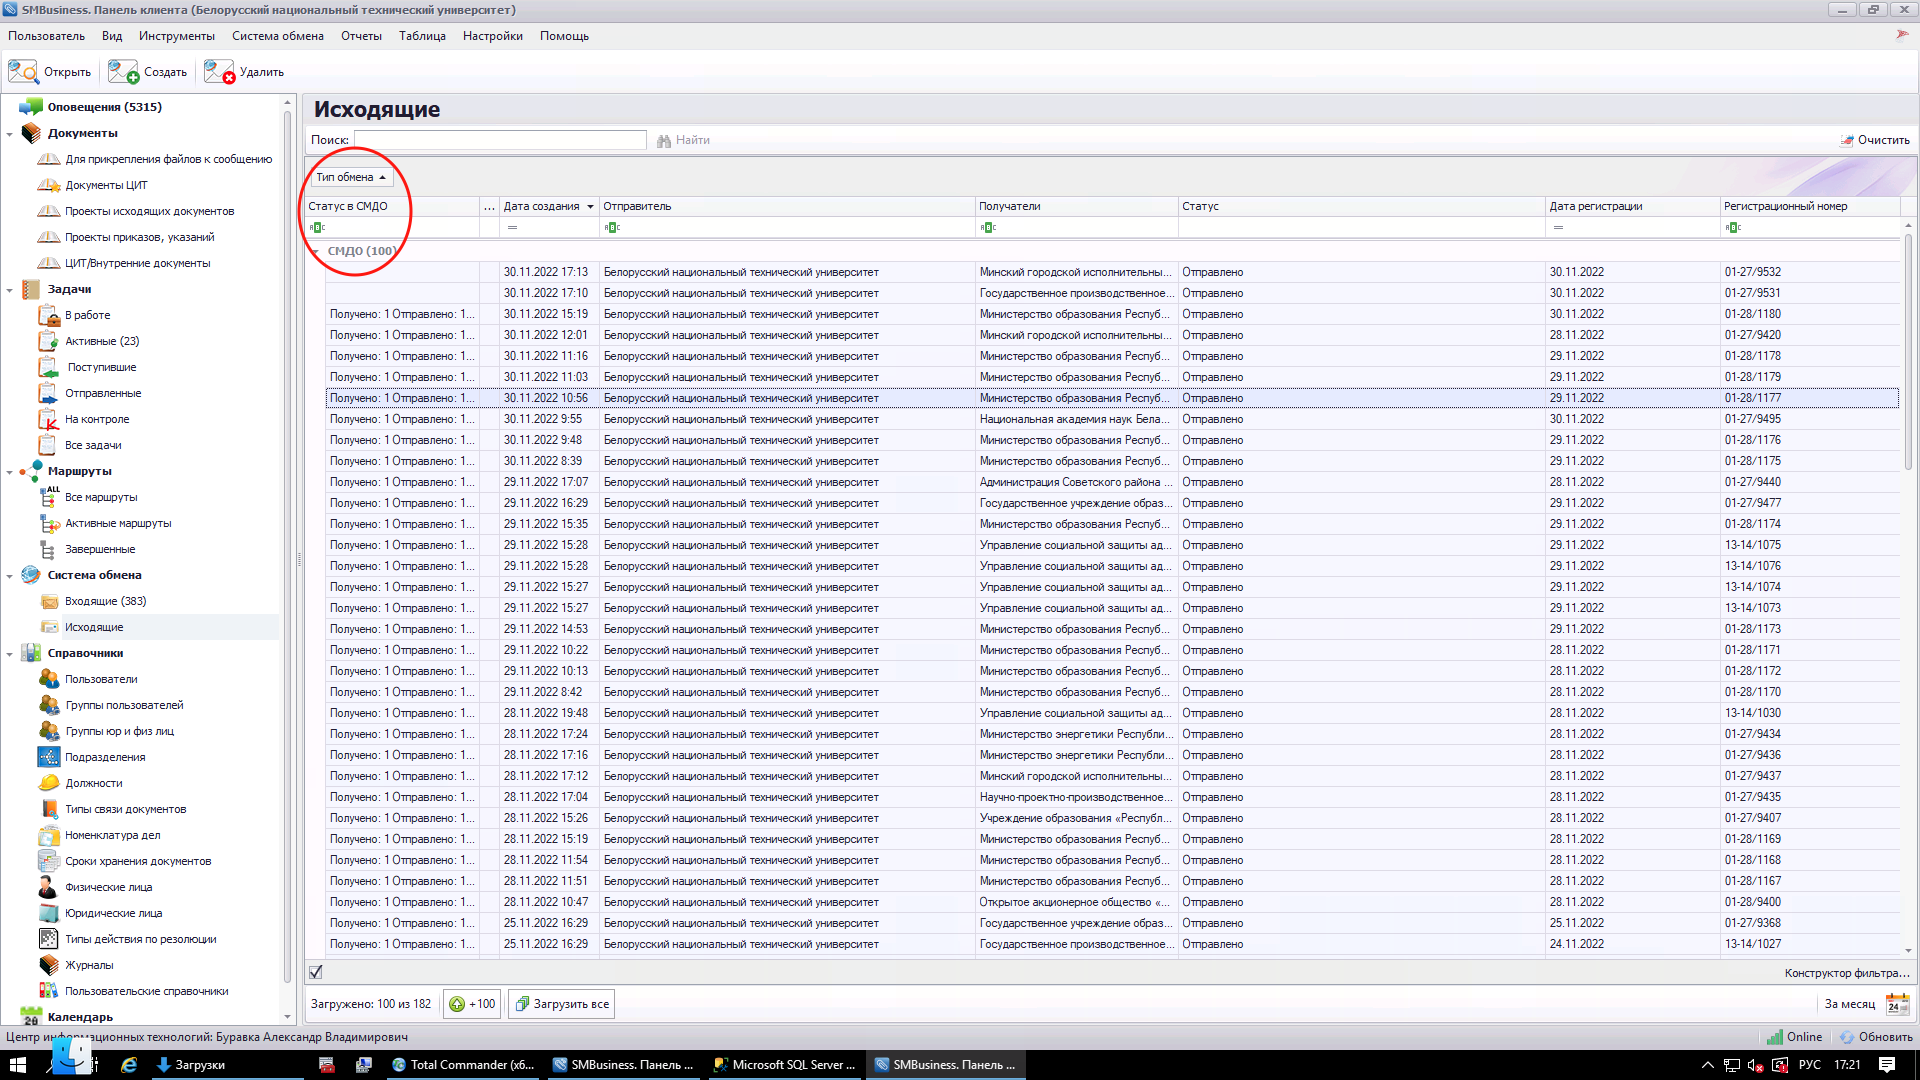 SMBusiness. Панель клиента (Белорусский национальный технический университет)
Пользователь Вид Инструменты Система обмена Отчеты Таблица Настройки Помощь
Открыть Создать Удалить
Оповещения (5315)
Документы
Для прикрепления файлов к сообщению
Документы ЦИТ
Проекты исходящих документов
Проекты приказов, указаний
ЦИТ/Внутренние документы
Задачи
В работе
Активные (23)
Поступившие
Отправленные
На контроле
Все задачи
Маршруты
Все маршруты
Активные маршруты
Завершенные
Система обмена
Входящие (383)
Исходящие
Справочники
Пользователи
Группы пользователей
Группы юр и физ лиц
Подразделения
Должности
Типы связи документов
Номенклатура дел
Сроки хранения документов
Физические лица
Юридические лица
Типы действия по резолюции
Журналы
Пользовательские справочники
Календарь
Исходящие
Поиск: Найти Очистить
Тип обмена
Статус в СМДО ... Дата создания Отправитель Получатели Статус Дата регистрации Регистрационный номер
СМДО (100)
30.11.2022 17:13 Белорусский национальный технический университет Минский городской исполнительны... Отправлено 30.11.2022 01-27/9532
30.11.2022 17:10 Белорусский национальный технический университет Государственное производственное... Отправлено 30.11.2022 01-27/9531
Получено: 1 Отправлено: 1... 30.11.2022 15:19 Белорусский национальный технический университет Министерство образования Респуб... Отправлено 30.11.2022 01-28/1180
Получено: 1 Отправлено: 1... 30.11.2022 12:01 Белорусский национальный технический университет Минский городской исполнительны... Отправлено 28.11.2022 01-27/9420
Получено: 1 Отправлено: 1... 30.11.2022 11:16 Белорусский национальный технический университет Министерство образования Респуб... Отправлено 29.11.2022 01-28/1178
Получено: 1 Отправлено: 1... 30.11.2022 11:03 Белорусский национальный технический университет Министерство образования Респуб... Отправлено 29.11.2022 01-28/1179
Получено: 1 Отправлено: 1... 30.11.2022 10:56 Белорусский национальный технический университет Министерство образования Респуб... Отправлено 29.11.2022 01-28/1177
Получено: 1 Отправлено: 1... 30.11.2022 9:55 Белорусский национальный технический университет Национальная академия наук Бела... Отправлено 30.11.2022 01-27/9495
Получено: 1 Отправлено: 1... 30.11.2022 9:48 Белорусский национальный технический университет Министерство образования Респуб... Отправлено 29.11.2022 01-28/1176
Получено: 1 Отправлено: 1... 30.11.2022 8:39 Белорусский национальный технический университет Министерство образования Респуб... Отправлено 29.11.2022 01-28/1175
Получено: 1 Отправлено: 1... 29.11.2022 17:07 Белорусский национальный технический университет Администрация Советского района ... Отправлено 28.11.2022 01-27/9440
Получено: 1 Отправлено: 1... 29.11.2022 16:29 Белорусский национальный технический университет Государственное учреждение образ... Отправлено 29.11.2022 01-27/9477
Получено: 1 Отправлено: 1... 29.11.2022 15:35 Белорусский национальный технический университет Министерство образования Респуб... Отправлено 29.11.2022 01-28/1174
Получено: 1 Отправлено: 1... 29.11.2022 15:28 Белорусский национальный технический университет Управление социальной защиты ад... Отправлено 29.11.2022 13-14/1075
Получено: 1 Отправлено: 1... 29.11.2022 15:28 Белорусский национальный технический университет Управление социальной защиты ад... Отправлено 29.11.2022 13-14/1076
Получено: 1 Отправлено: 1... 29.11.2022 15:27 Белорусский национальный технический университет Управление социальной защиты ад... Отправлено 29.11.2022 13-14/1074
Получено: 1 Отправлено: 1... 29.11.2022 15:27 Белорусский национальный технический университет Управление социальной защиты ад... Отправлено 29.11.2022 13-14/1073
Получено: 1 Отправлено: 1... 29.11.2022 14:53 Белорусский национальный технический университет Министерство образования Респуб... Отправлено 29.11.2022 01-28/1173
Получено: 1 Отправлено: 1... 29.11.2022 10:22 Белорусский национальный технический университет Министерство образования Респуб... Отправлено 28.11.2022 01-28/1171
Получено: 1 Отправлено: 1... 29.11.2022 10:13 Белорусский национальный технический университет Министерство образования Респуб... Отправлено 28.11.2022 01-28/1172
Получено: 1 Отправлено: 1... 29.11.2022 8:42 Белорусский национальный технический университет Министерство образования Респуб... Отправлено 28.11.2022 01-28/1170
Получено: 1 Отправлено: 1... 28.11.2022 19:48 Белорусский национальный технический университет Управление социальной защиты ад... Отправлено 28.11.2022 13-14/1030
Получено: 1 Отправлено: 1... 28.11.2022 17:24 Белорусский национальный технический университет Министерство энергетики Республи... Отправлено 28.11.2022 01-27/9434
Получено: 1 Отправлено: 1... 28.11.2022 17:16 Белорусский национальный технический университет Министерство энергетики Республи... Отправлено 28.11.2022 01-27/9436
Получено: 1 Отправлено: 1... 28.11.2022 17:12 Белорусский национальный технический университет Минский городской исполнительны... Отправлено 28.11.2022 01-27/9437
Получено: 1 Отправлено: 1... 28.11.2022 17:04 Белорусский национальный технический университет Научно-проектно-производственное... Отправлено 28.11.2022 01-27/9435
Получено: 1 Отправлено: 1... 28.11.2022 15:26 Белорусский национальный технический университет Учреждение образования «Республ... Отправлено 28.11.2022 01-27/9407
Получено: 1 Отправлено: 1... 28.11.2022 15:19 Белорусский национальный технический университет Министерство образования Респуб... Отправлено 28.11.2022 01-28/1169
Получено: 1 Отправлено: 1... 28.11.2022 11:54 Белорусский национальный технический университет Министерство образования Респуб... Отправлено 28.11.2022 01-28/1168
Получено: 1 Отправлено: 1... 28.11.2022 11:51 Белорусский национальный технический университет Министерство образования Респуб... Отправлено 28.11.2022 01-28/1167
Получено: 1 Отправлено: 1... 28.11.2022 10:47 Белорусский национальный технический университет Открытое акционерное общество «... Отправлено 28.11.2022 01-28/9400
Получено: 1 Отправлено: 1... 25.11.2022 16:29 Белорусский национальный технический университет Государственное учреждение образ... Отправлено 25.11.2022 01-27/9368
Получено: 1 Отправлено: 1... 25.11.2022 16:29 Белорусский национальный технический университет Государственное производственное... Отправлено 24.11.2022 13-14/1027
Конструктор фильтра...
Загружено: 100 из 182 +100 Загрузить все За месяц 24
Центр информационных технологий: Буравка Александр Владимирович Online Обновить
Загрузки Total Commander (x6... SMBusiness. Панель ... Microsoft SQL Server ... SMBusiness. Панель ... РУС 17:21